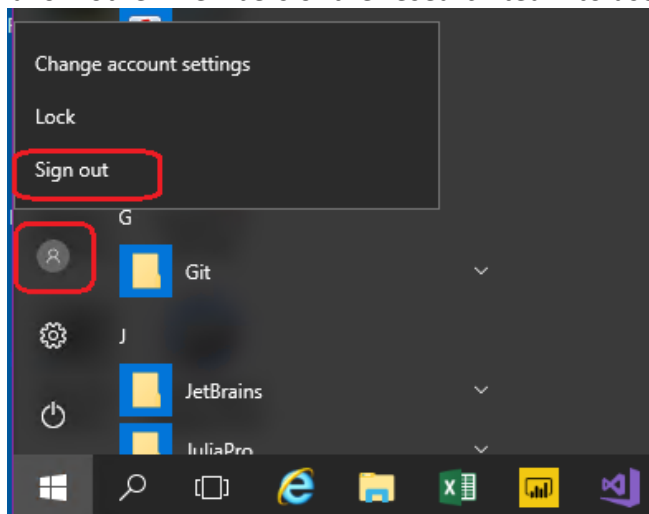 Change account settings
Lock
Sign out
G
Git
J
JetBrains
JuliaPro